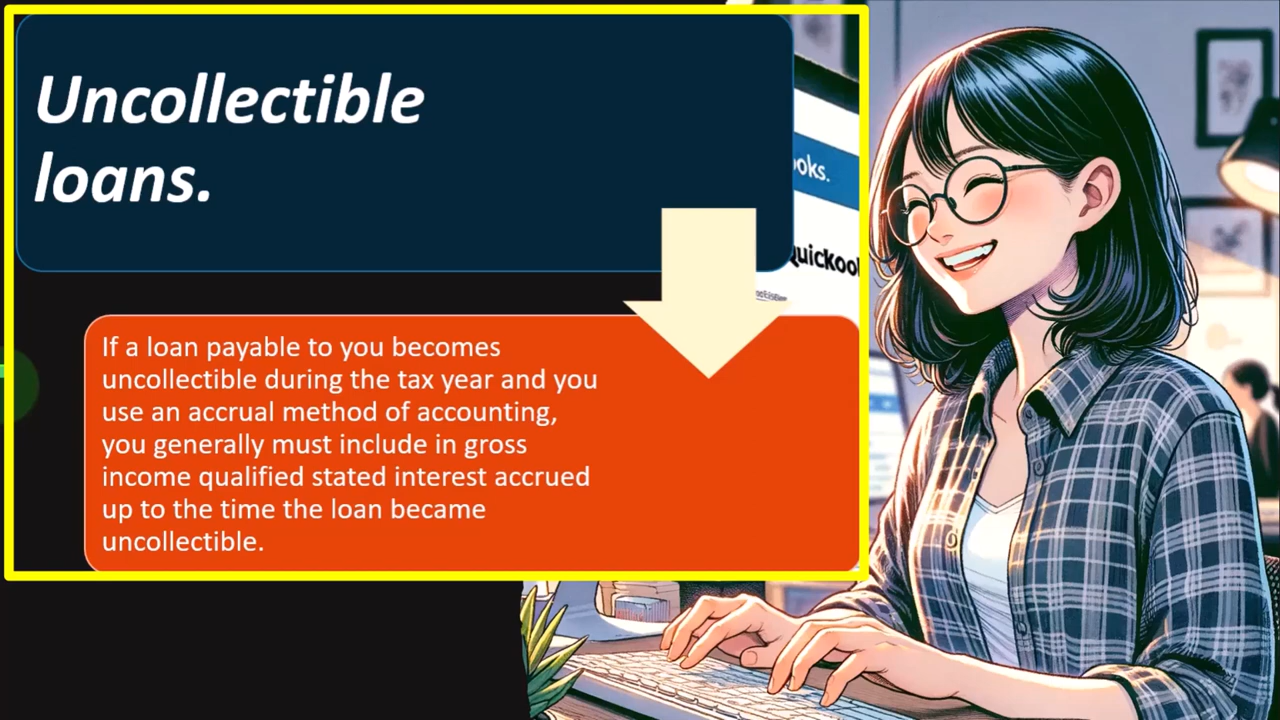 Uncollectible
loans.
ooks.
Quickoo
If a loan payable to you becomes
uncollectible during the tax year and you
use an accrual method of accounting,
you generally must include in gross
income qualified stated interest accrued
up to the time the loan became
uncollectible.